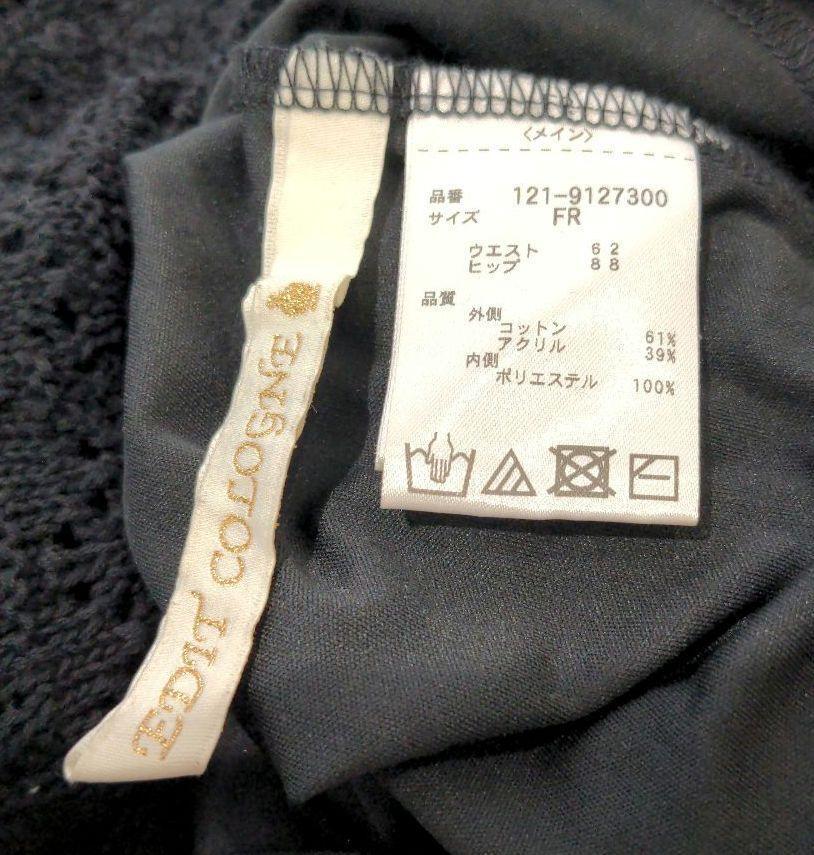 EDIT COLOGNE
〈メイン〉
品番 121-9127300
サイズ FR
ウエスト 62
ヒップ 88
品質
外側
コットン 61%
アクリル 39%
内側
ポリエステル 100%